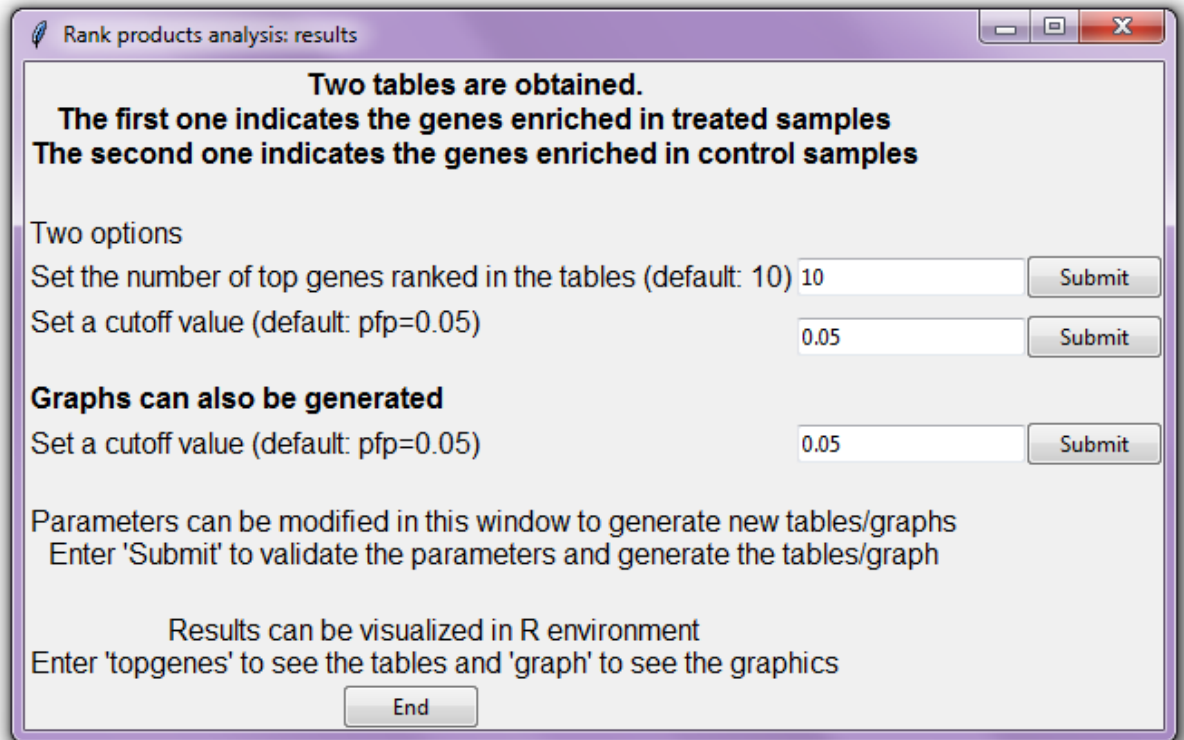 Rank products analysis: results
Two tables are obtained.
The first one indicates the genes enriched in treated samples
The second one indicates the genes enriched in control samples
Two options
Set the number of top genes ranked in the tables (default: 10) 10 Submit
Set a cutoff value (default: pfp=0.05) 0.05 Submit
Graphs can also be generated
Set a cutoff value (default: pfp=0.05) 0.05 Submit
Parameters can be modified in this window to generate new tables/graphs
Enter 'Submit' to validate the parameters and generate the tables/graph
Results can be visualized in R environment
Enter 'topgenes' to see the tables and 'graph' to see the graphics
End